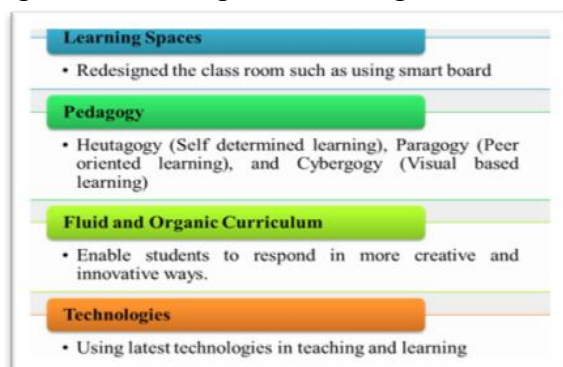 Learning Spaces
• Redesigned the class room such as using smart board
Pedagogy
• Heutagogy (Self determined learning), Paragogy (Peer
oriented learning), and Cybergogy (Visual based
learning)
Fluid and Organic Curriculum
• Enable students to respond in more creative and
innovative ways.
Technologies
• Using latest technologies in teaching and learning